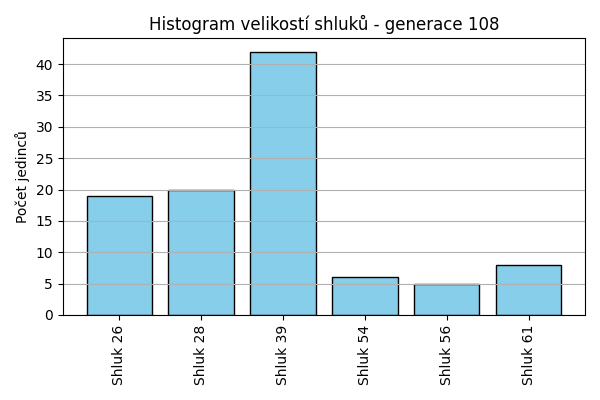 Histogram velikostí shluků - generace 108
Počet jedinců
40
35
30
25
20
15
10
5
0
Shluk 26
Shluk 28
Shluk 39
Shluk 54
Shluk 56
Shluk 61